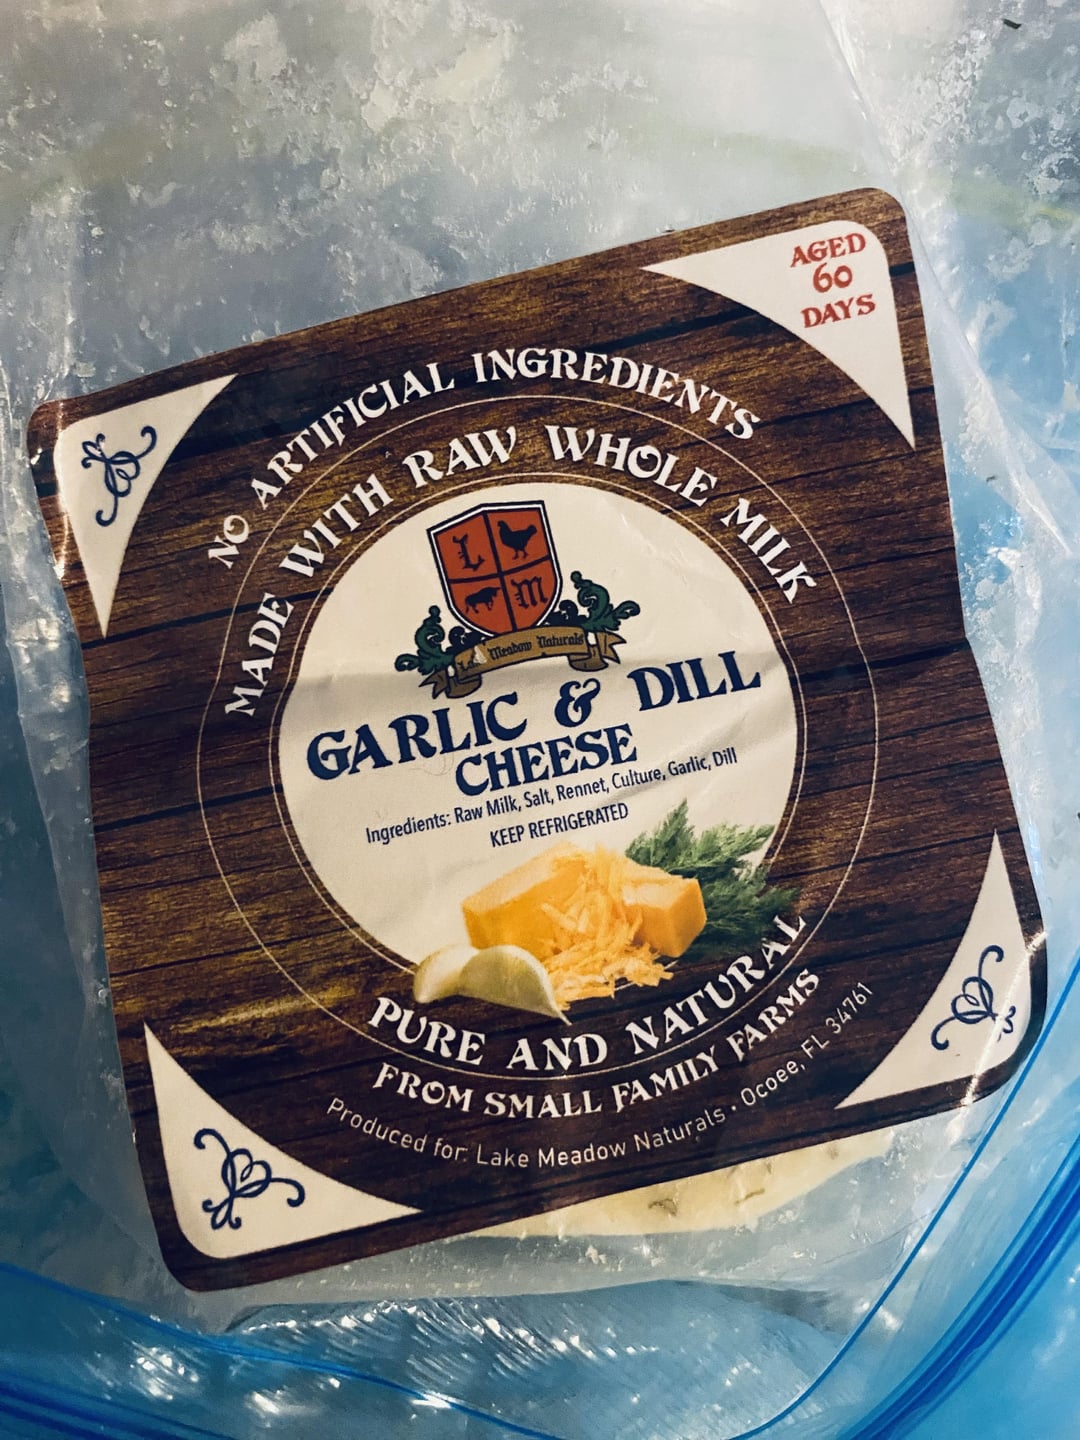 AGED
60
DAYS
NO ARTIFICIAL INGREDIENTS
MADE WITH RAW WHOLE MILK
L
M
Meadow Naturals
GARLIC & DILL
CHEESE
Ingredients: Raw Milk, Salt, Rennet, Culture, Garlic, Dill
KEEP REFRIGERATED
PURE AND NATURAL
FROM SMALL FAMILY FARMS
Produced for: Lake Meadow Naturals • Ocoee, FL 34761